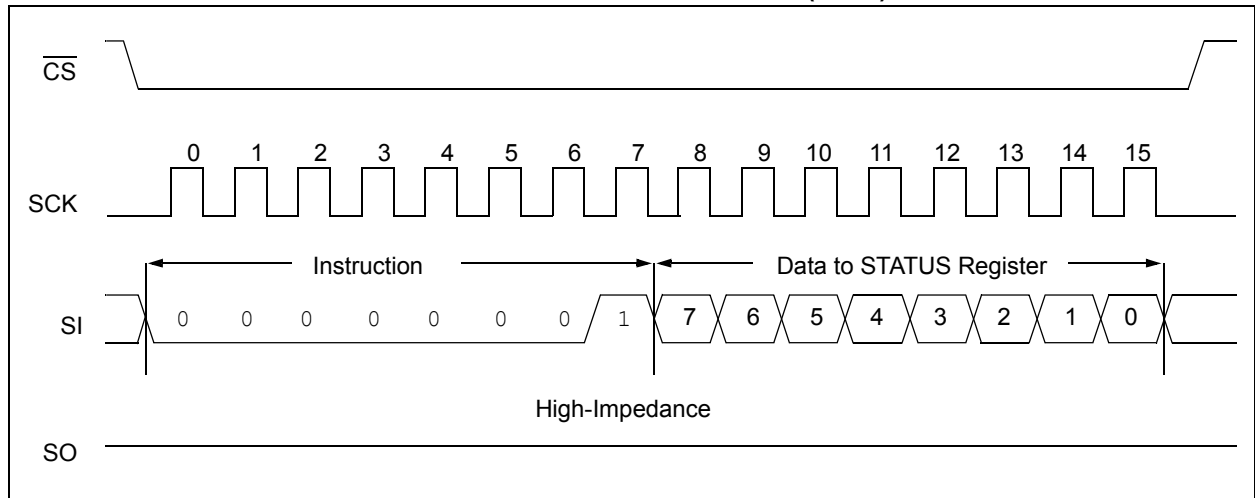 CS
0 1 2 3 4 5 6 7 8 9 10 11 12 13 14 15
SCK
Instruction Data to STATUS Register
SI 0 0 0 0 0 0 0 1 7 6 5 4 3 2 1 0
High-Impedance
SO